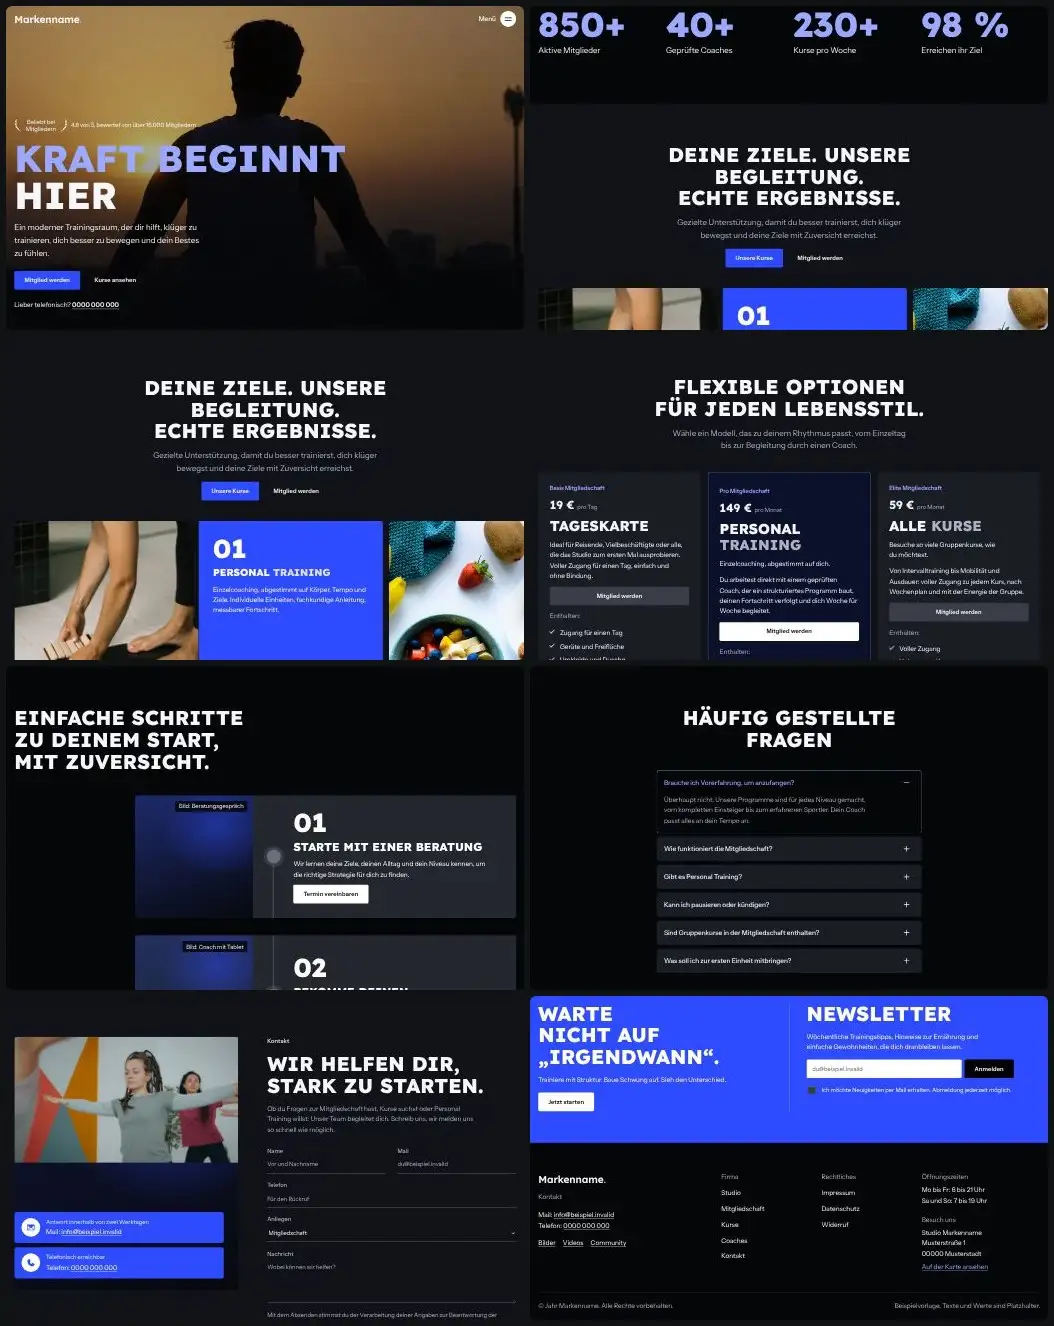 Markenname.
Menü
Beliebt bei
Mitgliedern
4,8 von 5, bewertet von über 16.000 Mitgliedern
KRAFT BEGINNT
HIER
Ein moderner Trainingsraum, der dir hilft, klüger zu
trainieren, dich besser zu bewegen und dein Bestes
zu fühlen.
Mitglied werden
Kurse ansehen
Lieber telefonisch? 0000 000 000
850+
Aktive Mitglieder
40+
Geprüfte Coaches
230+
Kurse pro Woche
98 %
Erreichen ihr Ziel
DEINE ZIELE. UNSERE
BEGLEITUNG.
ECHTE ERGEBNISSE.
Gezielte Unterstützung, damit du besser trainierst, dich klüger
bewegst und deine Ziele mit Zuversicht erreichst.
Unsere Kurse
Mitglied werden
01
DEINE ZIELE. UNSERE
BEGLEITUNG.
ECHTE ERGEBNISSE.
Gezielte Unterstützung, damit du besser trainierst, dich klüger
bewegst und deine Ziele mit Zuversicht erreichst.
Unsere Kurse
Mitglied werden
01
PERSONAL TRAINING
Einzelcoaching, abgestimmt auf Körper, Tempo und
Ziele. Individuelle Einheiten, fachkundige Anleitung,
messbarer Fortschritt.
FLEXIBLE OPTIONEN
FÜR JEDEN LEBENSSTIL.
Wähle ein Modell, das zu deinem Rhythmus passt, vom Einzeltag
bis zur Begleitung durch einen Coach.
Basis Mitgliedschaft
19 € pro Tag
TAGESKARTE
Ideal für Reisende, Vielbeschäftigte oder alle,
die das Studio zum ersten Mal ausprobieren.
Voller Zugang für einen Tag, einfach und
ohne Bindung.
Mitglied werden
Enthalten:
Zugang für einen Tag
Geräte und Freifläche
Umkleide und Dusche
Pro Mitgliedschaft
149 € pro Monat
PERSONAL
TRAINING
Einzelcoaching, abgestimmt auf dich.
Du arbeitest direkt mit einem geprüften
Coach, der ein strukturiertes Programm baut,
deinen Fortschritt verfolgt und dich Woche für
Woche begleitet.
Mitglied werden
Enthalten:
Elite Mitgliedschaft
59 € pro Monat
ALLE KURSE
Besuche so viele Gruppenkurse, wie
du möchtest.
Von Intervalltraining bis Mobilität und
Ausdauer: voller Zugang zu jedem Kurs, nach
Wochenplan und mit der Energie der Gruppe.
Mitglied werden
Enthalten:
Voller Zugang
EINFACHE SCHRITTE
ZU DEINEM START,
MIT ZUVERSICHT.
Bild: Beratungsgespräch
01
STARTE MIT EINER BERATUNG
Wir lernen deine Ziele, deinen Alltag und dein Niveau kennen, um
die richtige Strategie für dich zu finden.
Termin vereinbaren
Bild: Coach mit Tablet
02
BEKOMME DEINEN
HÄUFIG GESTELLTE
FRAGEN
Brauche ich Vorerfahrung, um anzufangen?
Überhaupt nicht. Unsere Programme sind für jedes Niveau gemacht,
vom kompletten Einsteiger bis zum erfahrenen Sportler. Dein Coach
passt alles an dein Tempo an.
Wie funktioniert die Mitgliedschaft?
Gibt es Personal Training?
Kann ich pausieren oder kündigen?
Sind Gruppenkurse in der Mitgliedschaft enthalten?
Was soll ich zur ersten Einheit mitbringen?
Antwort innerhalb von zwei Werktagen
Mail: info@beispiel.invalid
Telefonisch erreichbar
Telefon: 0000 000 000
Kontakt
WIR HELFEN DIR,
STARK ZU STARTEN.
Ob du Fragen zur Mitgliedschaft hast, Kurse suchst oder Personal
Training willst: Unser Team begleitet dich. Schreib uns, wir melden uns
so schnell wie möglich.
Name
Vor und Nachname
Mail
du@beispiel.invalid
Telefon
Für den Rückruf
Anliegen
Mitgliedschaft
Nachricht
Wobei können wir helfen?
Mit dem Absenden stimmst du der Verarbeitung deiner Angaben zur Beantwortung der
WARTE
NICHT AUF
„IRGENDWANN“.
Trainiere mit Struktur. Baue Schwung auf. Sieh den Unterschied.
Jetzt starten
NEWSLETTER
Wöchentliche Trainingstipps, Hinweise zur Ernährung und
einfache Gewohnheiten, die dich dranbleiben lassen.
du@beispiel.invalid
Anmelden
Ich möchte Neuigkeiten per Mail erhalten. Abmeldung jederzeit möglich.
Markenname.
Kontakt
Mail: info@beispiel.invalid
Telefon: 0000 000 000
Bilder
Videos
Community
Firma
Studio
Mitgliedschaft
Kurse
Coaches
Kontakt
Rechtliches
Impressum
Datenschutz
Widerruf
Öffnungszeiten
Mo bis Fr: 6 bis 21 Uhr
Sa und So: 7 bis 19 Uhr
Besuch uns
Studio Markenname
Musterstraße 1
00000 Musterstadt
Auf der Karte ansehen
© Jahr Markenname. Alle Rechte vorbehalten.
Beispielvorlage, Texte und Werte sind Platzhalter.